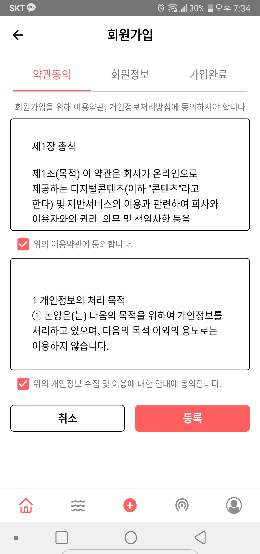 SKT 30% 오후 7:34
회원가입
약관동의 회원정보 가입완료
회원가입을 위해 이용약관, 개인정보처리방침에 동의하셔야 합니다
제1장 총칙
제1조(목적) 이 약관은 회사가 온라인으로
제공하는 디지털콘텐츠(이하 "콘텐츠"라고
한다) 및 제반서비스의 이용과 관련하여 회사와
이용자와의 권리, 의무 및 책임사항 등을
위의 이용약관에 동의합니다.
1 개인정보의 처리 목적
① 은(는) 다음의 목적을 위하여 개인정보를
처리하고 있으며, 다음의 목적 이외의 용도로는
이용하지 않습니다.
위의 개인정보 수집 및 이용에 대한 안내에 동의합니다.
취소 등록